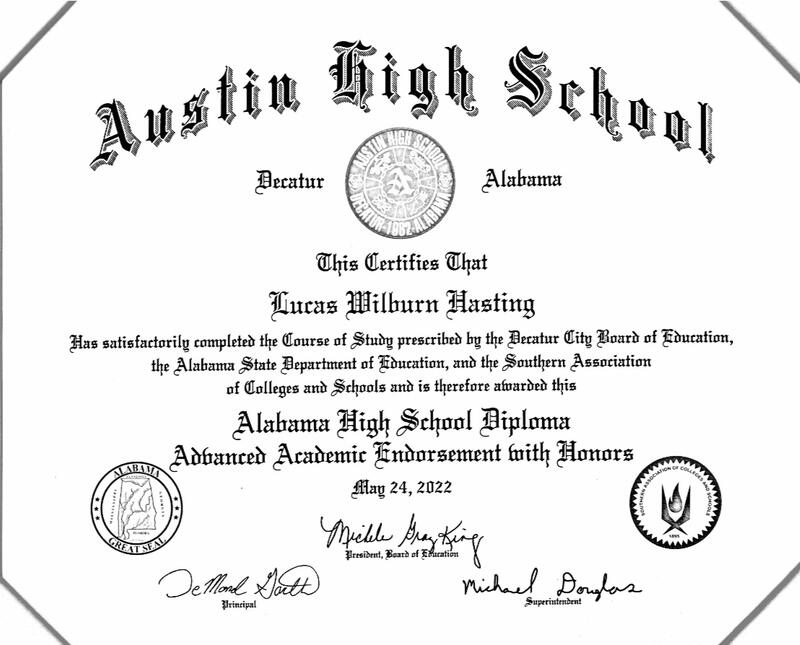 Austin High School
Decatur
AUSTIN HIGH SCHOOL
DECATUR · 1962 · ALABAMA
Alabama
This Certifies That
Lucas Wilburn Hasting
Has satisfactorily completed the Course of Study prescribed by the Decatur City Board of Education,
the Alabama State Department of Education, and the Southern Association
of Colleges and Schools and is therefore awarded this
Alabama High School Diploma
Advanced Academic Endorsement with Honors
May 24, 2022
ALABAMA
GREAT SEAL
SOUTHERN ASSOCIATION OF COLLEGES AND SCHOOLS
1895
Michele Gray King
President, Board of Education
DeMond Garth
Principal
Michael Douglas
Superintendent